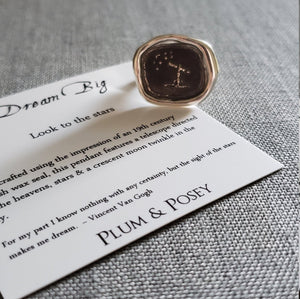 Dream Big
Look to the stars
crafted using the impression of an 19th century
wax seal, this pendant features a telescope directed
the heavens, stars & a crescent moon twinkle in the
For my part I know nothing with any certainty, but the sight of the stars
makes me dream. - Vincent Van Gogh
PLUM & POSEY